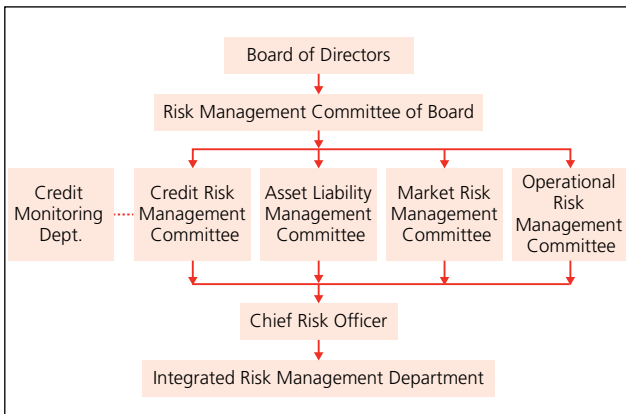 Board of Directors
Risk Management Committee of Board
Credit
Monitoring
Dept.
Credit Risk
Management
Committee
Asset Liability
Management
Committee
Market Risk
Management
Committee
Operational
Risk
Management
Committee
Chief Risk Officer
Integrated Risk Management Department